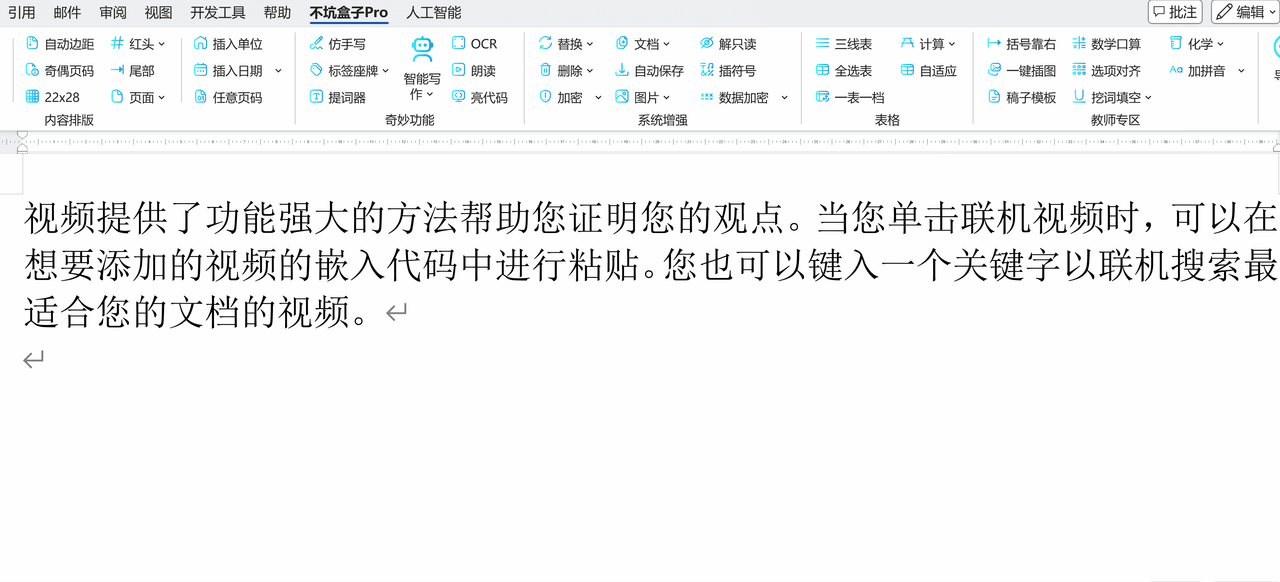 引用 邮件 审阅 视图 开发工具 帮助 不坑盒子Pro 人工智能 批注 编辑
自动边距 红头 插入单位 仿手写 OCR 替换 文档 解只读 三线表 计算 括号靠右 数学口算 化学
奇偶页码 尾部 插入日期 标签座牌 智能写作 朗读 删除 自动保存 插符号 全选表 自适应 一键插图 选项对齐 加拼音
22x28 页面 任意页码 提词器 亮代码 加密 图片 数据加密 一表一档 稿子模板 挖词填空
内容排版 奇妙功能 系统增强 表格 教师专区
视频提供了功能强大的方法帮助您证明您的观点。当您单击联机视频时，可以在
想要添加的视频的嵌入代码中进行粘贴。您也可以键入一个关键字以联机搜索最
适合您的文档的视频。